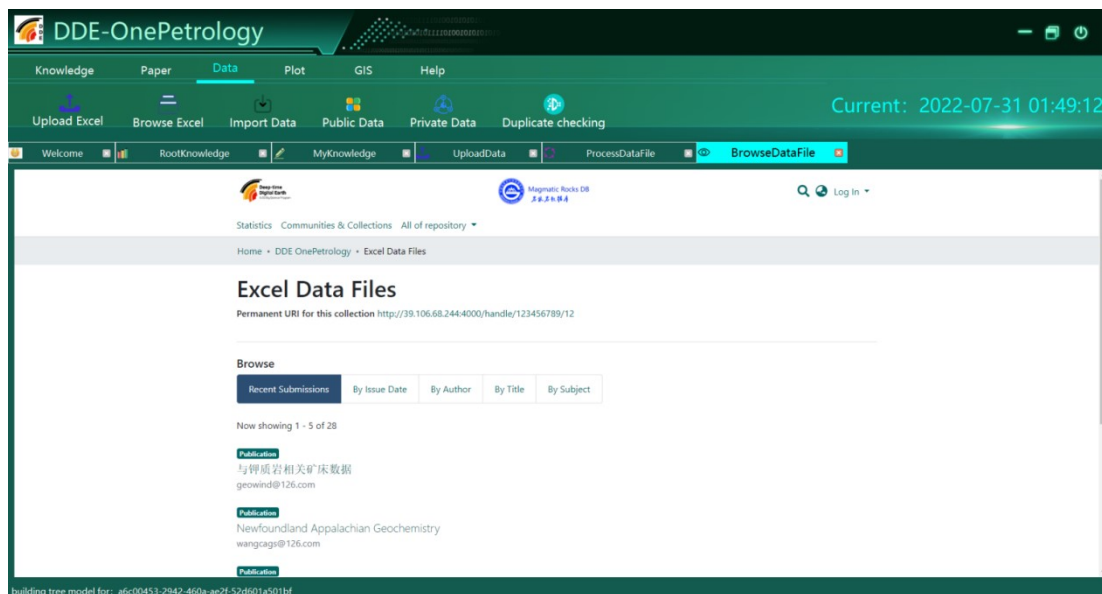 DDE-OnePetrology
Knowledge Paper Data Plot GIS Help
Upload Excel Browse Excel Import Data Public Data Private Data Duplicate checking
Current: 2022-07-31 01:49:12
Welcome RootKnowledge MyKnowledge UploadData ProcessDataFile BrowseDataFile
Deep-time
Digital Earth
Magmatic Rocks DB
Log In
Statistics Communities & Collections All of repository
Home • DDE OnePetrology • Excel Data Files
Excel Data Files
Permanent URI for this collection http://39.106.68.244:4000/handle/123456789/12
Browse
Recent Submissions By Issue Date By Author By Title By Subject
Now showing 1 - 5 of 28
Publication
与钾质岩相关矿床数据
geowind@126.com
Publication
Newfoundland Appalachian Geochemistry
wangcags@126.com
Publication
building tree model for: a6c00453-2942-460a-ae2f-52d601a501bf